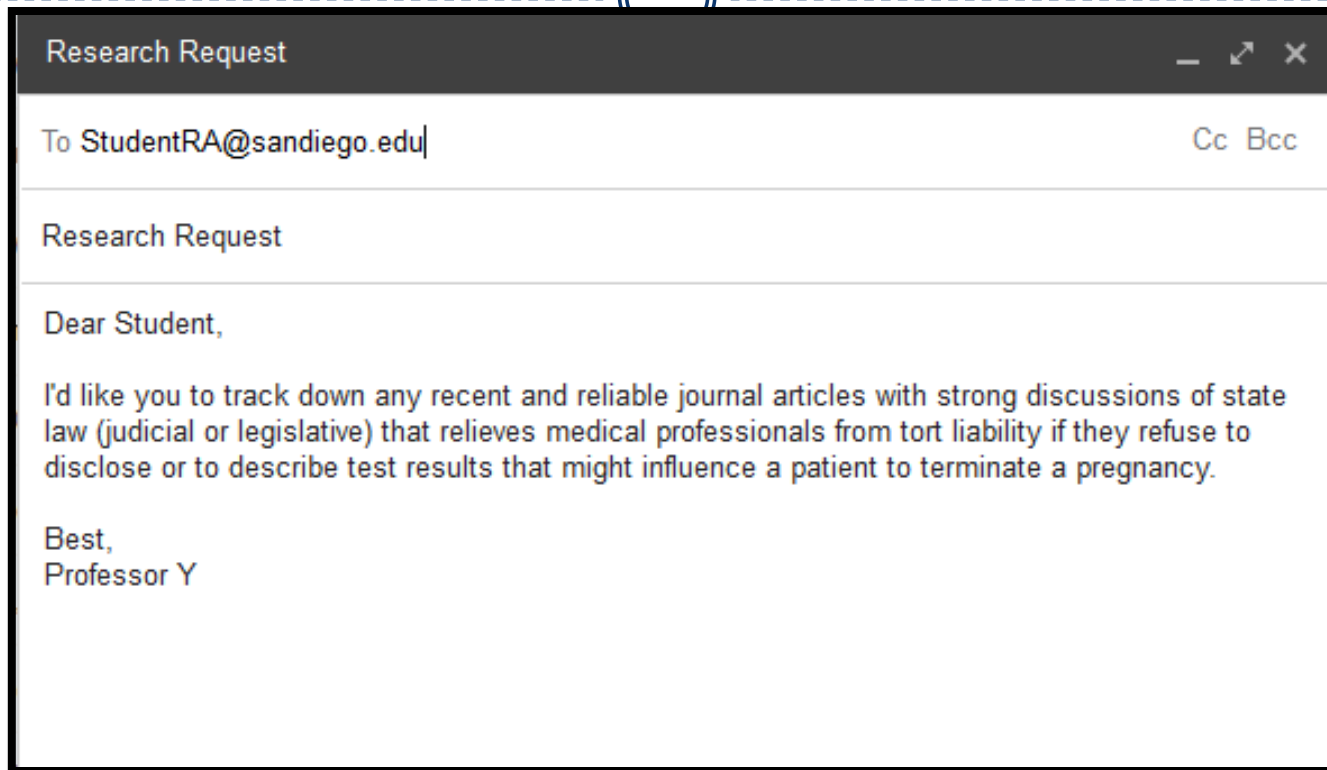 Research Request
To StudentRA@sandiego.edu Cc Bcc
Research Request
Dear Student,
I'd like you to track down any recent and reliable journal articles with strong discussions of state
law (judicial or legislative) that relieves medical professionals from tort liability if they refuse to
disclose or to describe test results that might influence a patient to terminate a pregnancy.
Best,
Professor Y